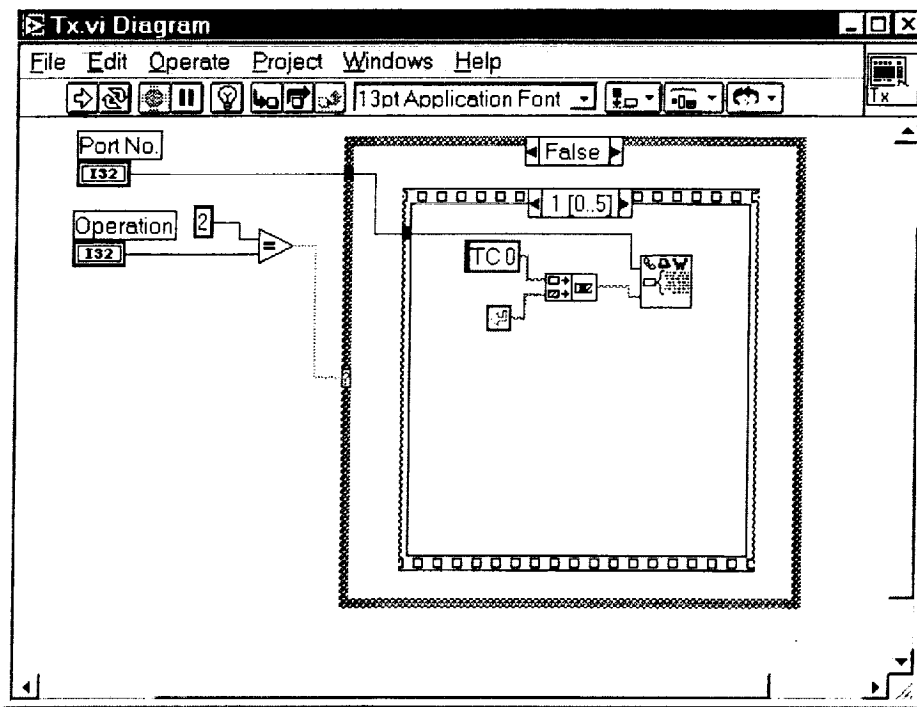 Tx.vi Diagram
File Edit Operate Project Windows Help
13pt Application Font
Tx
Port No.
I32
False
1 [0..5]
Operation
2
I32
=
TC 0
?
W